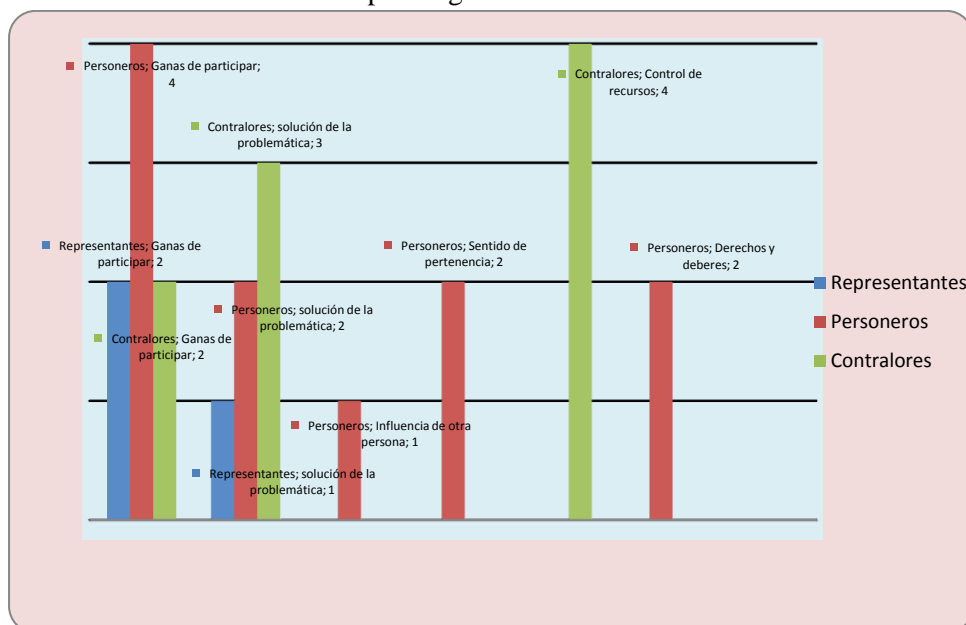 Personeros; Ganas de participar;
4
Contralores; Control de
recursos; 4
Contralores; solución de la
problemática; 3
Representantes; Ganas de
participar; 2
Personeros; Sentido de
pertenencia; 2
Personeros; Derechos y
deberes; 2
Representantes
Personeros; solución de la
problemática; 2
Personeros
Contralores; Ganas de
participar; 2
Contralores
Personeros; Influencia de otra
persona; 1
Representantes; solución de la
problemática; 1